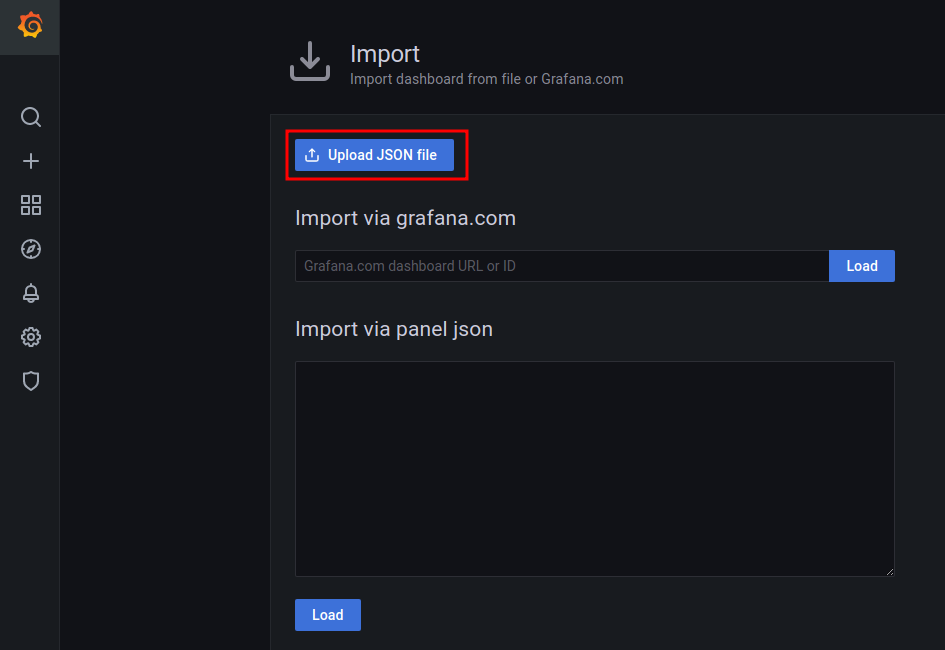 Import
Import dashboard from file or Grafana.com
Upload JSON file
Import via grafana.com
Grafana.com dashboard URL or ID
Load
Import via panel json
Load